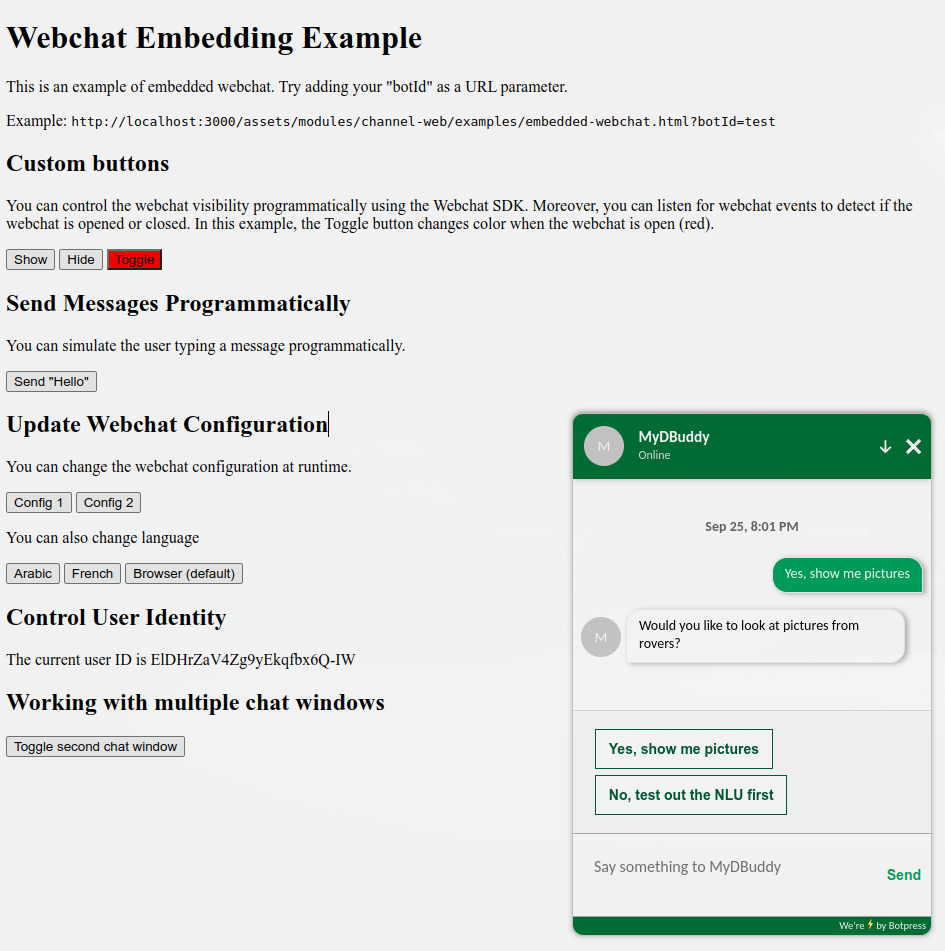 Webchat Embedding Example
This is an example of embedded webchat. Try adding your "botId" as a URL parameter.
Example: http://localhost:3000/assets/modules/channel-web/examples/embedded-webchat.html?botId=test
Custom buttons
You can control the webchat visibility programmatically using the Webchat SDK. Moreover, you can listen for webchat events to detect if the
webchat is opened or closed. In this example, the Toggle button changes color when the webchat is open (red).
Show Hide Toggle
Send Messages Programmatically
You can simulate the user typing a message programmatically.
Send "Hello"
Update Webchat Configuration
You can change the webchat configuration at runtime.
Config 1 Config 2
You can also change language
Arabic French Browser (default)
Control User Identity
The current user ID is ElDHrZaV4Zg9yEkqfbx6Q-IW
Working with multiple chat windows
Toggle second chat window
M
MyDBuddy
Online
Sep 25, 8:01 PM
Yes, show me pictures
M
Would you like to look at pictures from
rovers?
Yes, show me pictures
No, test out the NLU first
Say something to MyDBuddy
Send
We're ⚡ by Botpress